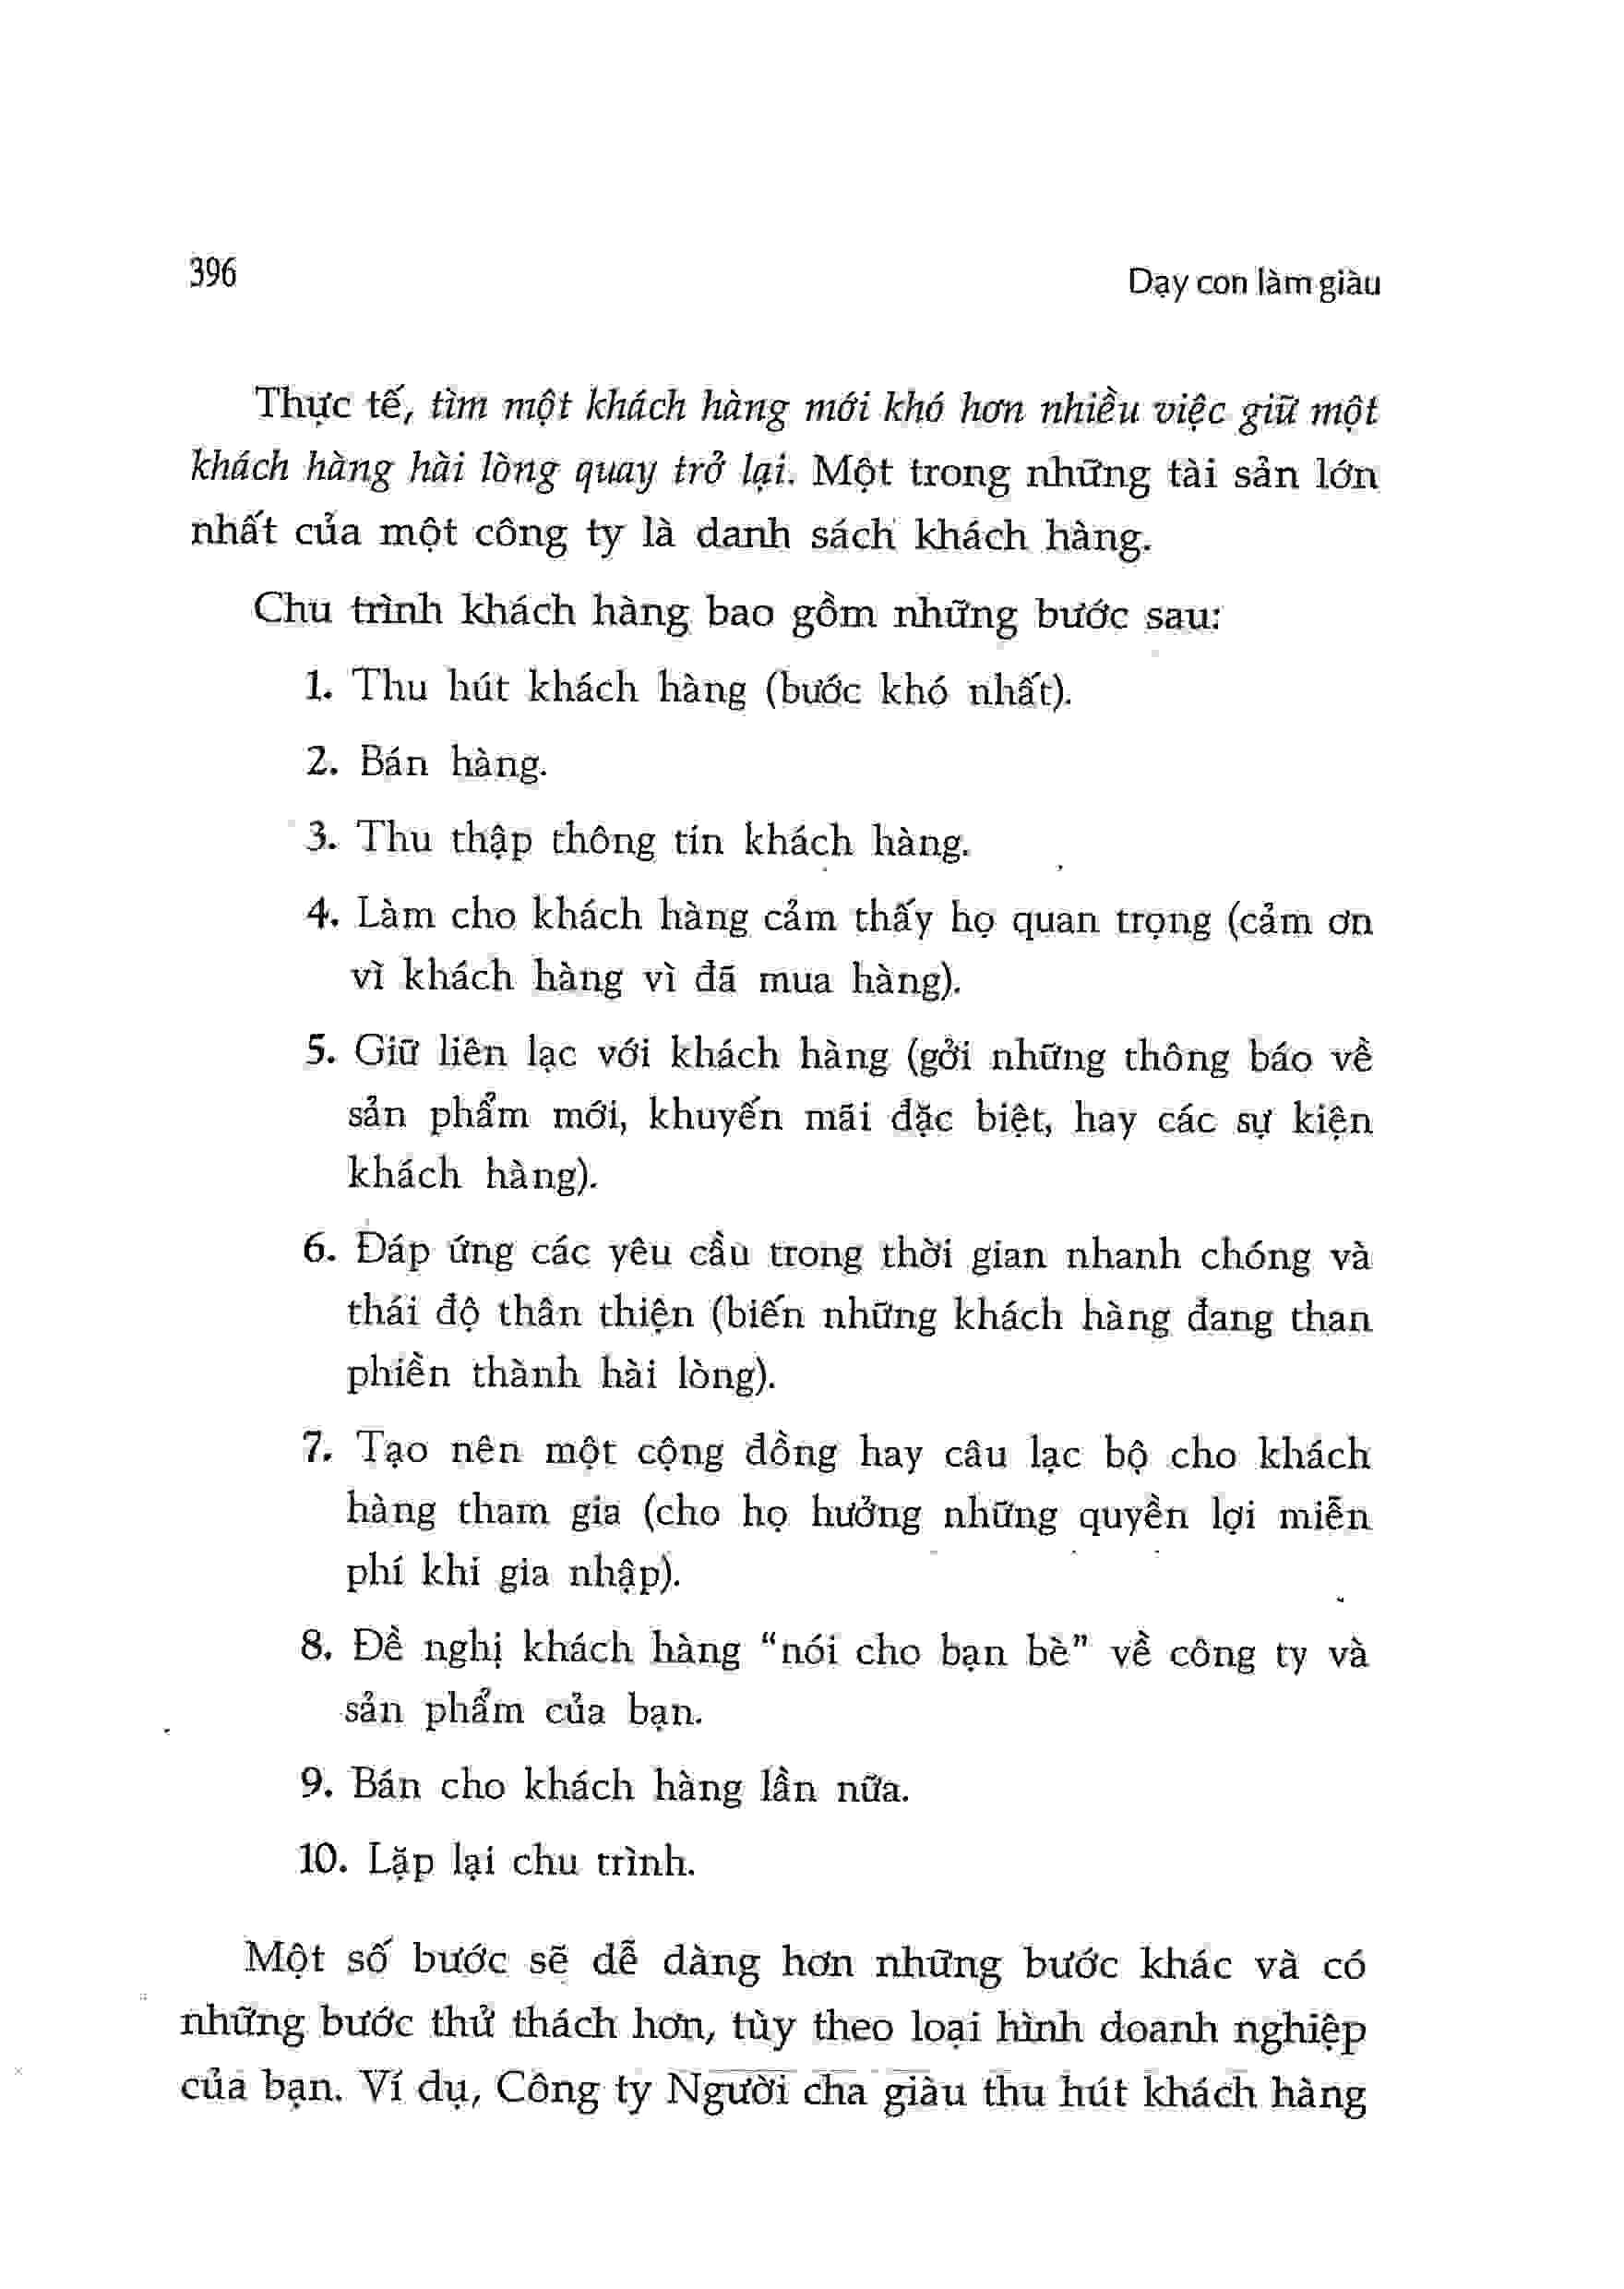 396
Dạy con làm giàu
Thực tế, tìm một khách hàng mới khó hơn nhiều việc giữ một
khách hàng hài lòng quay trở lại. Một trong những tài sản lớn
nhất của một công ty là danh sách khách hàng.
Chu trình khách hàng bao gồm những bước sau:
1. Thu hút khách hàng (bước khó nhất).
2. Bán hàng.
3. Thu thập thông tin khách hàng.
4. Làm cho khách hàng cảm thấy họ quan trọng (cảm ơn
vì khách hàng vì đã mua hàng).
5. Giữ liên lạc với khách hàng (gởi những thông báo về
sản phẩm mới, khuyến mãi đặc biệt, hay các sự kiện
khách hàng).
6. Đáp ứng các yêu cầu trong thời gian nhanh chóng và
thái độ thân thiện (biến những khách hàng đang than
phiền thành hài lòng).
7. Tạo nên một cộng đồng hay câu lạc bộ cho khách
hàng tham gia (cho họ hưởng những quyền lợi miễn
phí khi gia nhập).
8. Đề nghị khách hàng “nói cho bạn bè” về công ty và
sản phẩm của bạn.
9. Bán cho khách hàng lần nữa.
10. Lặp lại chu trình.
Một số bước sẽ dễ dàng hơn những bước khác và có
những bước thử thách hơn, tùy theo loại hình doanh nghiệp
của bạn. Ví dụ, Công ty Người cha giàu thu hút khách hàng